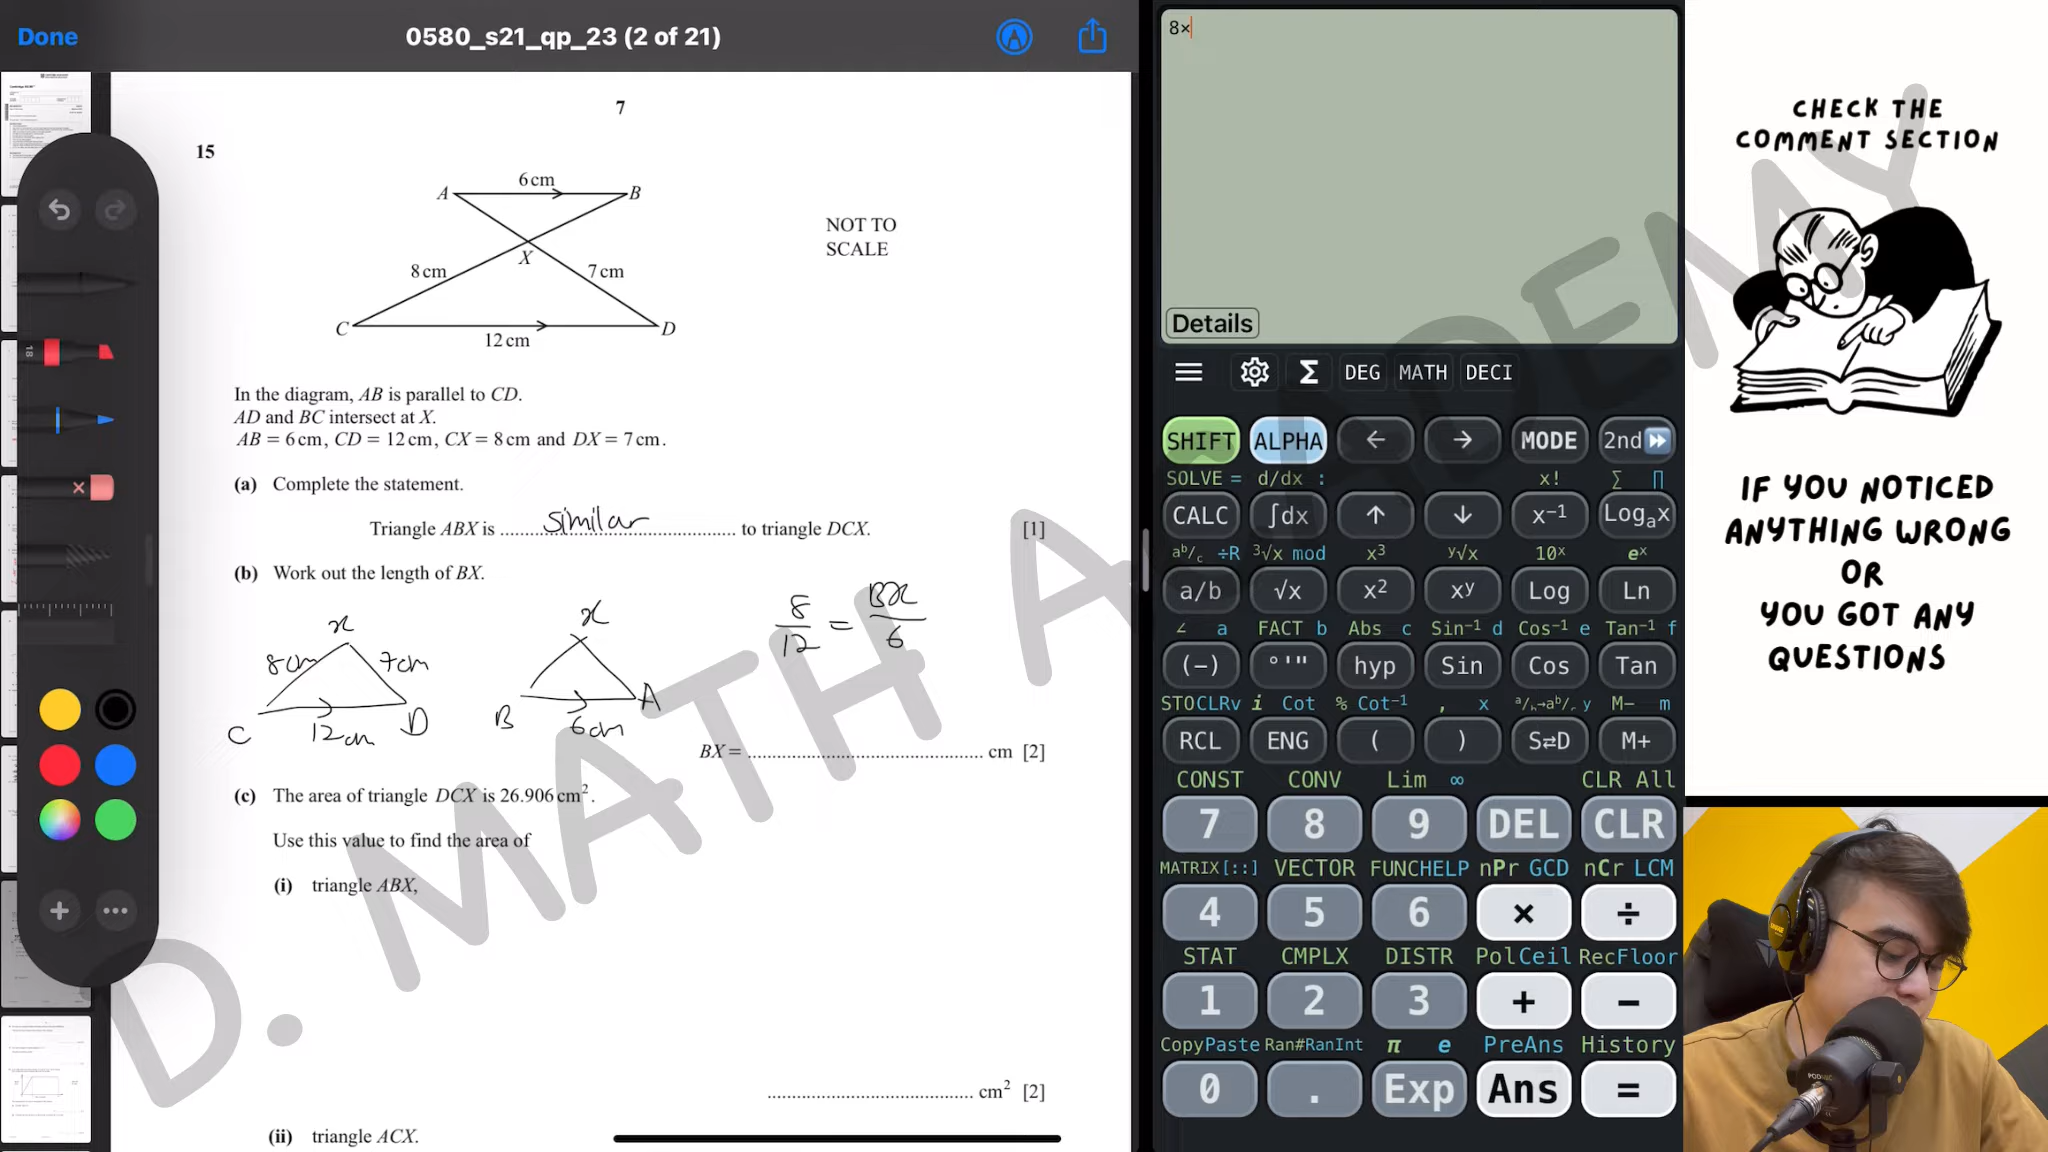 Done
0580_s21_qp_23 (2 of 21)
7
15
6 cm
A
B
NOT TO
SCALE
X
8 cm
7 cm
C
D
12 cm
In the diagram, AB is parallel to CD.
AD and BC intersect at X.
AB = 6 cm, CD = 12 cm, CX = 8 cm and DX = 7 cm.
(a) Complete the statement.
Triangle ABX is similar to triangle DCX. [1]
(b) Work out the length of BX.
x
8cm
7cm
C
12cm
D
x
B
6cm
A
8/12 = Bx/6
BX = ........ cm [2]
(c) The area of triangle DCX is 26.906 cm².
Use this value to find the area of
(i) triangle ABX,
........ cm² [2]
(ii) triangle ACX.
D. MATH ACADEMY
18
8×
Details
DEG MATH DECI
SHIFT ALPHA ← → MODE 2nd
SOLVE = d/dx : x! ∑ ∏
CALC ∫dx ↑ ↓ x⁻¹ Logₐx
aᵇ/c ÷R ³√x mod x³ ʸ√x 10ˣ eˣ
a/b √x x² xʸ Log Ln
∠ a FACT b Abs c Sin⁻¹ d Cos⁻¹ e Tan⁻¹ f
(−) °'" hyp Sin Cos Tan
STO CLRv i Cot % Cot⁻¹ , x y M− m
RCL ENG ( ) S⇄D M+
CONST CONV Lim ∞ CLR All
7 8 9 DEL CLR
MATRIX[::] VECTOR FUNC HELP nPr GCD nCr LCM
4 5 6 × ÷
STAT CMPLX DISTR Pol Ceil Rec Floor
1 2 3 + −
Copy Paste Ran# RanInt π e PreAns History
0 . Exp Ans =
CHECK THE
COMMENT SECTION
IF YOU NOTICED
ANYTHING WRONG
OR
YOU GOT ANY
QUESTIONS